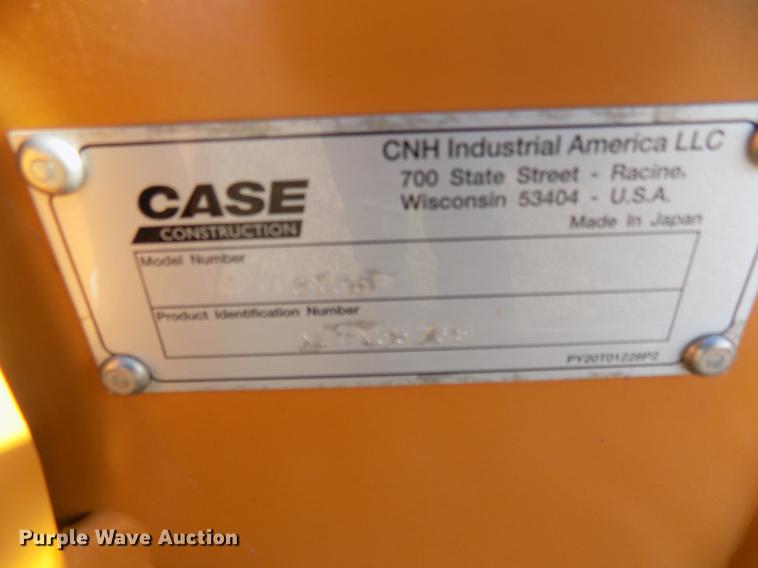 CNH Industrial America LLC
700 State Street - Racine,
Wisconsin 53404 - U.S.A.
Made In Japan
CASE
CONSTRUCTION
Model Number
Product Identification Number
PY20T01228P2
Purple Wave Auction